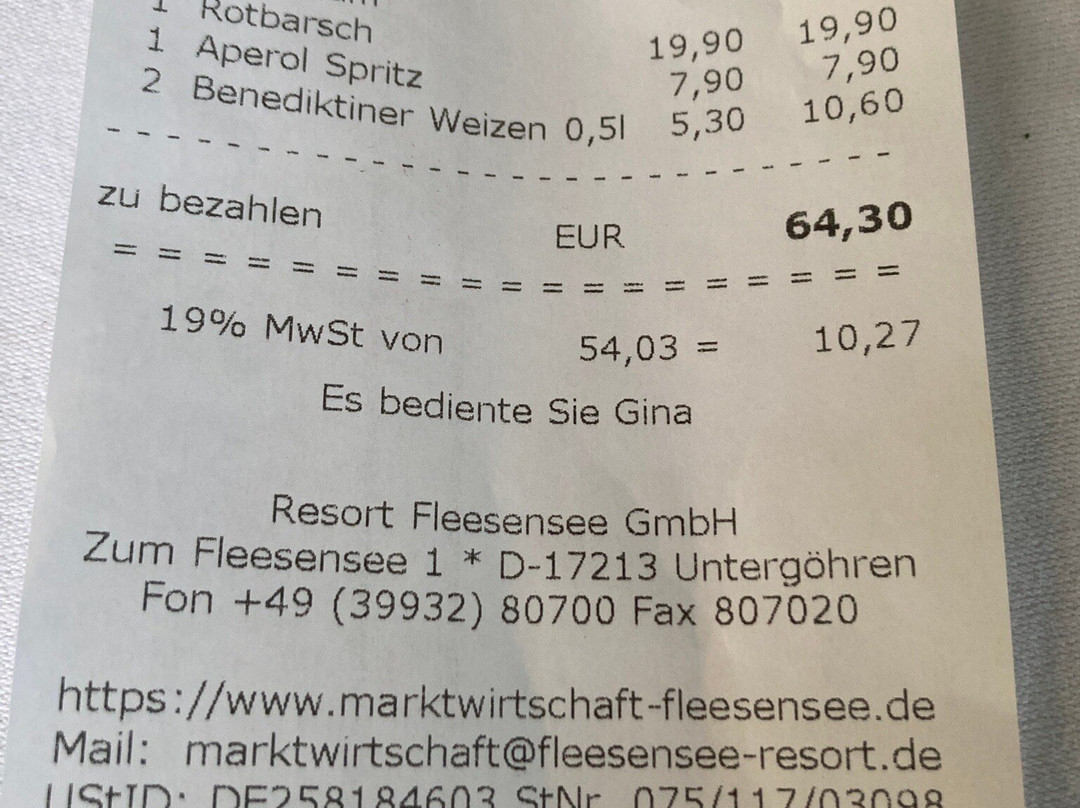 1 Rotbarsch 19,90 19,90
1 Aperol Spritz 7,90 7,90
2 Benediktiner Weizen 0,5l 5,30 10,60
- - - - - - - - - - - - - - - - - - - - - -
zu bezahlen EUR 64,30
= = = = = = = = = = = = = = = = = = =
19% MwSt von 54,03 = 10,27
Es bediente Sie Gina
Resort Fleesensee GmbH
Zum Fleesensee 1 * D-17213 Untergöhren
Fon +49 (39932) 80700 Fax 807020
https://www.marktwirtschaft-fleesensee.de
Mail: marktwirtschaft@fleesensee-resort.de
UStID: DE258184603 StNr. 075/117/03098